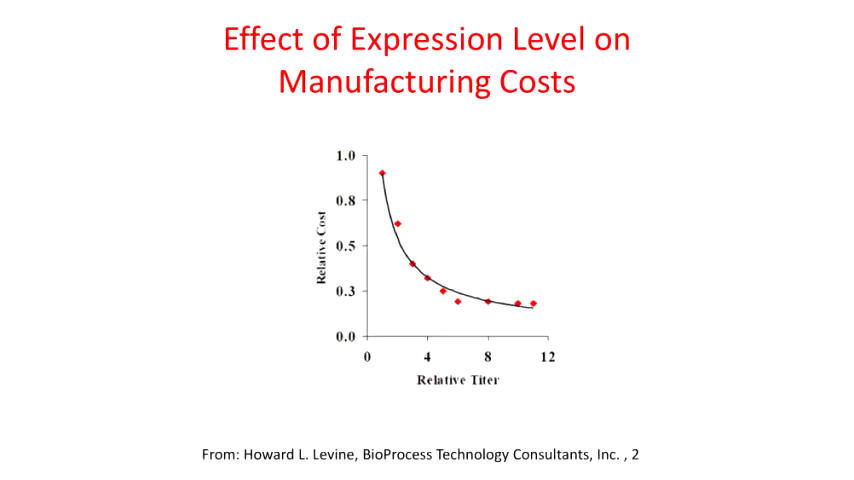 Effect of Expression Level on
Manufacturing Costs
1.0
0.8
0.5
0.3
0.0
Relative Cost
0 4 8 12
Relative Titer
From: Howard L. Levine, BioProcess Technology Consultants, Inc. , 2